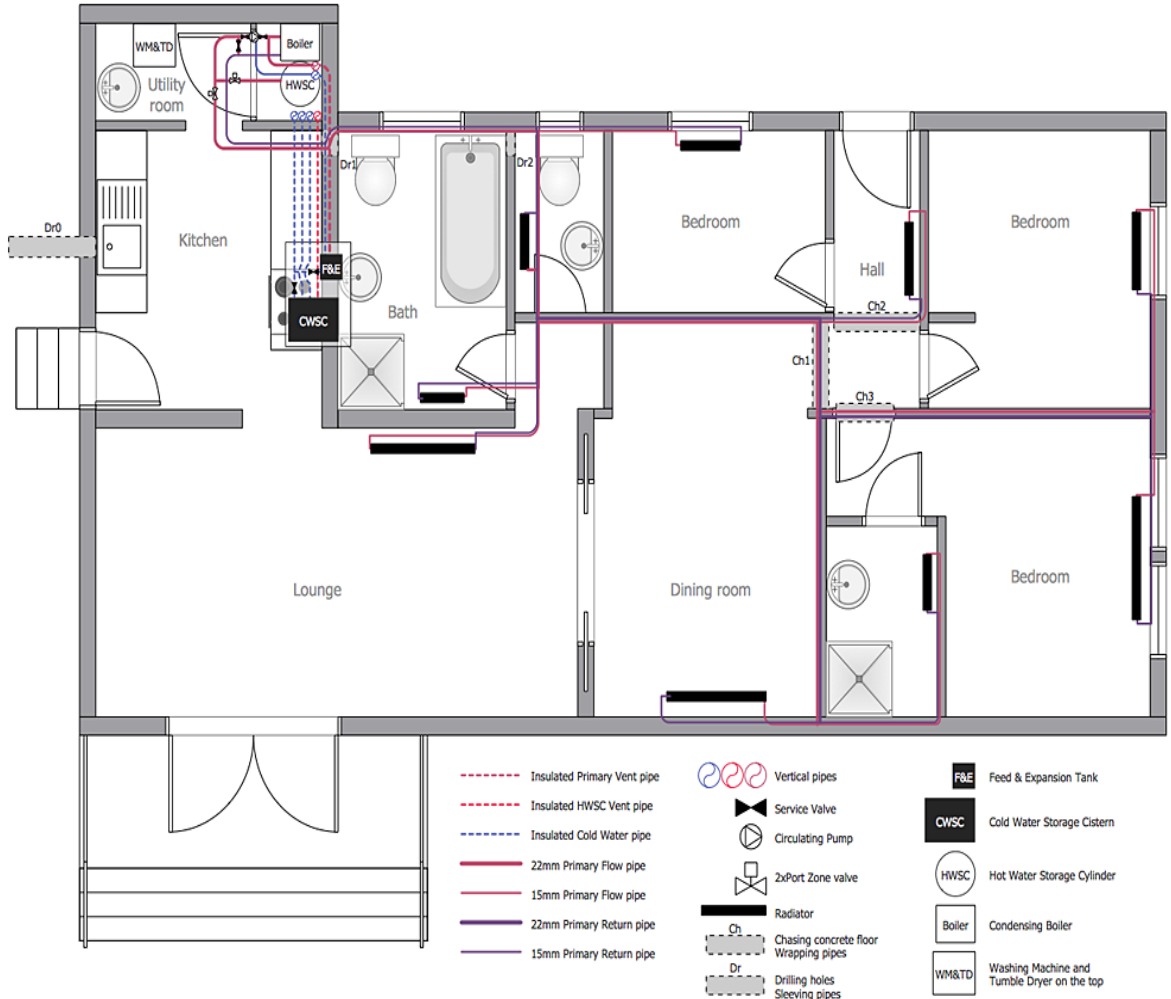 WM&TD
Boiler
HWSC
Utility
room
Dr1
Dr2
Dr0
Kitchen
Bedroom
Hall
Bedroom
F&E
CWSC
Bath
Ch2
Ch1
Ch3
Lounge
Dining room
Bedroom
Insulated Primary Vent pipe
Insulated HWSC Vent pipe
Insulated Cold Water pipe
22mm Primary Flow pipe
15mm Primary Flow pipe
22mm Primary Return pipe
15mm Primary Return pipe
Vertical pipes
Service Valve
Circulating Pump
2xPort Zone valve
Radiator
Ch
Chasing concrete floor
Wrapping pipes
Dr
Drilling holes
Sleeving pipes
F&E Feed & Expansion Tank
CWSC Cold Water Storage Cistern
HWSC Hot Water Storage Cylinder
Boiler Condensing Boiler
WM&TD Washing Machine and
Tumble Dryer on the top